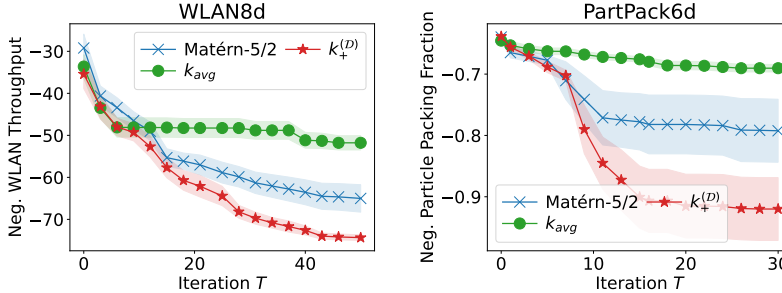 WLAN8d
Neg. WLAN Throughput
−30
−40
−50
−60
−70
Matérn-5/2
k_avg
k_+^(𝒟)
0
20
40
Iteration T
PartPack6d
Neg. Particle Packing Fraction
−0.7
−0.8
−0.9
Matérn-5/2
k_avg
k_+^(𝒟)
0
10
20
30
Iteration T